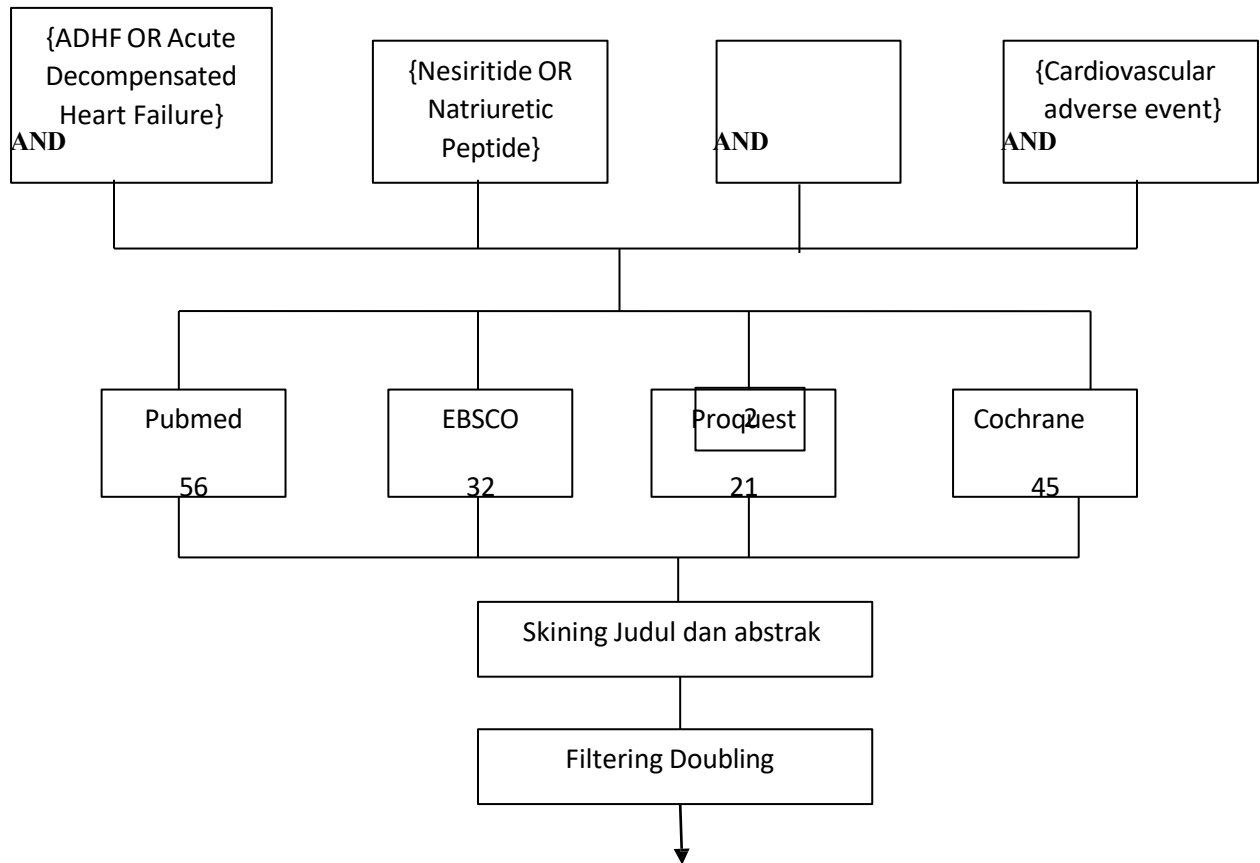 {ADHF OR Acute
Decompensated
Heart Failure}
AND
{Nesiritide OR
Natriuretic
Peptide}
AND
{Cardiovascular
adverse event}
AND
Pubmed
56
EBSCO
32
Proquest
2
21
Cochrane
45
Skining Judul dan abstrak
Filtering Doubling